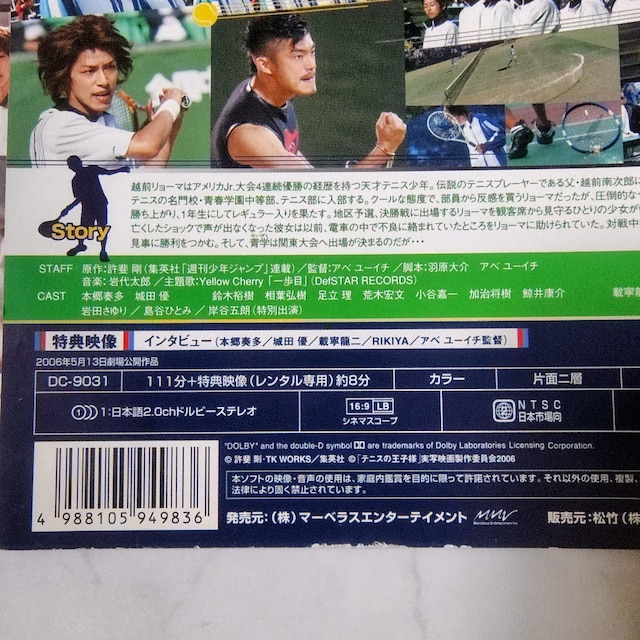 Story
越前リョーマはアメリカJr.大会4連続優勝の経歴を持つ天才テニス少年。伝説のテニスプレーヤーである父・越前南次郎に
テニスの名門校・青春学園中等部、テニス部に入部する。クールな態度で、部員から反感を買うリョーマだったが、圧倒的な
勝ち上がり、1年生にしてレギュラー入りを果たす。地区予選、決勝戦に出場するリョーマを観客席から見守るひとりの少女が
亡くしたショックで声が出なくなった彼女は以前、電車の中で不良に絡まれていたところをリョーマに助けられていた。対戦中
見事に勝利をつかむ。そして、青学は関東大会へ出場が決まるのだが・・・
STAFF 原作:許斐 剛(集英社「週刊少年ジャンプ」連載)/監督:アベ ユーイチ/脚本:羽原大介 アベ ユーイチ
音楽:岩代太郎/主題歌:Yellow Cherry「一歩目」(DefSTAR RECORDS)
CAST 本郷奏多 城田 優 鈴木裕樹 相葉弘樹 足立 理 荒木宏文 小谷嘉一 加治将樹 鯨井康介 載寧
岩田さゆり / 島谷ひとみ / 岸谷五朗(特別出演)
特典映像 インタビュー(本郷奏多/城田 優/載寧龍二/RIKIYA/アベ ユーイチ監督)
2006年5月13日劇場公開作品
DC-9031 111分+特典映像(レンタル専用)約8分 カラー 片面二層
1:日本語2.0chドルビーステレオ 16:9 LB シネマスコープ 2 NTSC 日本市場向
"DOLBY" and the double-D symbol are trademarks of Dolby Laboratories Licensing Corporation.
© 許斐 剛・TK WORKS/集英社 ©「テニスの王子様」実写映画製作委員会2006
本ソフトの映像・音声の使用は、家庭内鑑賞を目的に限って許諾されています。それ以外の使用、複製、
法律により固く禁止されています。
4 988105 949836
発売元:(株)マーベラスエンターテイメント MMV 販売元:松竹(株